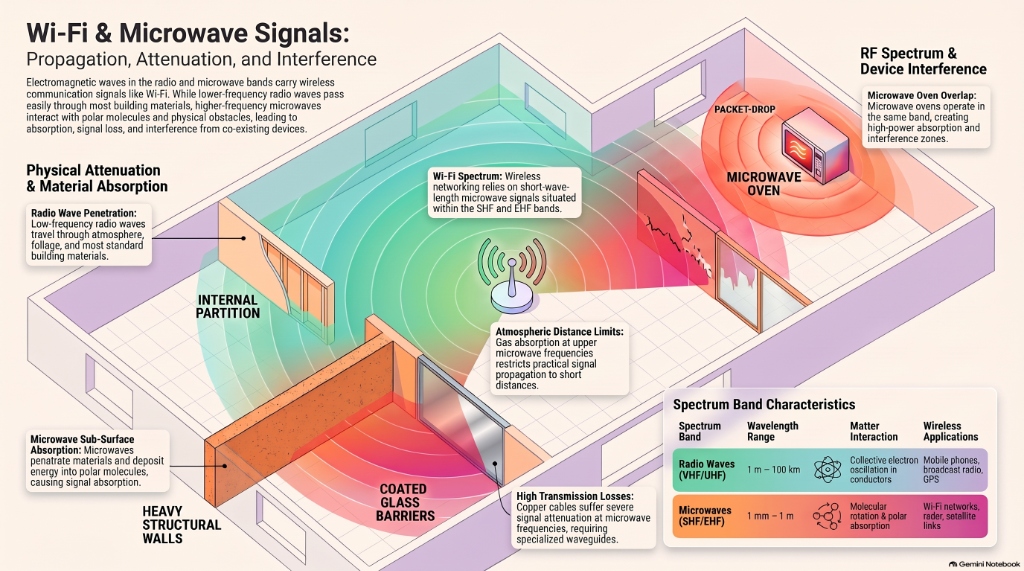 Wi-Fi & Microwave Signals:
Propagation, Attenuation, and Interference
Electromagnetic waves in the radio and microwave bands carry wireless
communication signals like Wi-Fi. While lower-frequency radio waves pass
easily through most building materials, higher-frequency microwaves
interact with polar molecules and physical obstacles, leading to
absorption, signal loss, and interference from co-existing devices.
Physical Attenuation
& Material Absorption
Radio Wave Penetration:
Low-frequency radio waves
travel through atmosphere,
foliage, and most standard
building materials.
INTERNAL
PARTITION
Wi-Fi Spectrum: Wireless
networking relies on short-wave-
length microwave signals situated
within the SHF and EHF bands.
RF Spectrum &
Device Interference
Microwave Oven Overlap:
Microwave ovens operate in
the same band, creating
high-power absorption and
interference zones.
PACKET-DROP
MICROWAVE
OVEN
Atmospheric Distance Limits:
Gas absorption at upper
microwave frequencies
restricts practical signal
propagation to short
distances.
Microwave Sub-Surface
Absorption: Microwaves
penatrate materials and deposit
energy into polar molecules,
causing signal absorption.
HEAVY
STRUCTURAL
WALLS
COATED
GLASS
BARRIERS
High Transmission Losses:
Copper cables suffer severe
signal attenuation at microwave
frequencies, requiring
specialized waveguides.
Spectrum Band Characteristics
Spectrum Band
Wavelength Range
Matter Interaction
Wireless Applications
Radio Waves
(VHF/UHF)
1 m – 100 km
Collective electron
oscillation in
conductors
Mobile phones,
broadcast radio,
GPS
Microwaves
(SHF/EHF)
1 mm – 1 m
Molecular
rotation & polar
absorption
Wi-Fi networks,
rader, setallite
links
Gemini Notebook